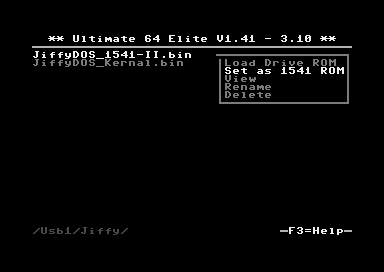 ** Ultimate 64 Elite V1.41 - 3.10 **
JiffyDOS_1541-II.bin
JiffyDOS_Kernal.bin
Load Drive ROM
Set as 1541 ROM
View
Rename
Delete
/Usb1/Jiffy/
F3=Help